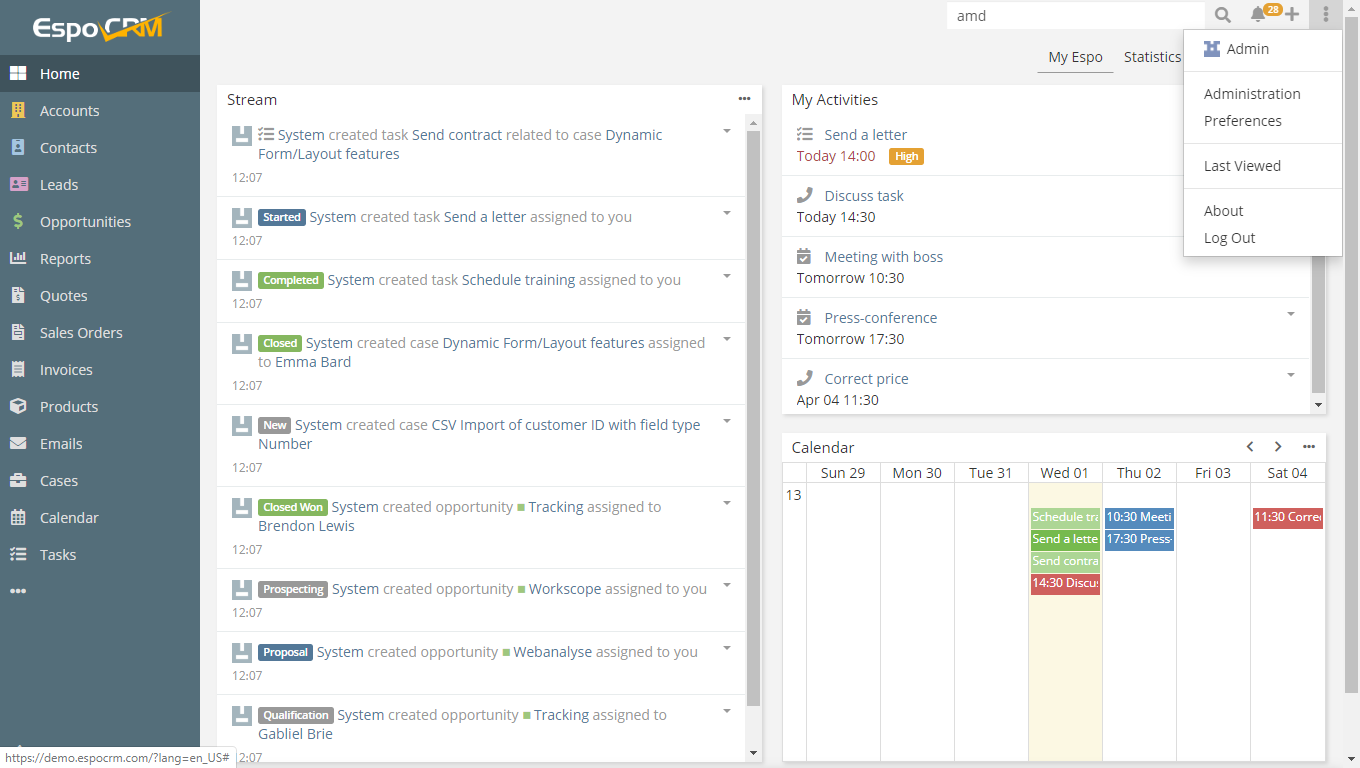 EspoCRM
amd
28
Home
Accounts
Contacts
Leads
Opportunities
Reports
Quotes
Sales Orders
Invoices
Products
Emails
Cases
Calendar
Tasks
My Espo
Statistics
Admin
Administration
Preferences
Last Viewed
About
Log Out
Stream
System created task Send contract related to case Dynamic
Form/Layout features
12:07
Started System created task Send a letter assigned to you
12:07
Completed System created task Schedule training assigned to you
12:07
Closed System created case Dynamic Form/Layout features assigned
to Emma Bard
12:07
New System created case CSV Import of customer ID with field type
Number
12:07
Closed Won System created opportunity Tracking assigned to
Brendon Lewis
12:07
Prospecting System created opportunity Workscope assigned to you
12:07
Proposal System created opportunity Webanalyse assigned to you
12:07
Qualification System created opportunity Tracking assigned to
Gabliel Brie
2:07
My Activities
Send a letter
Today 14:00 High
Discuss task
Today 14:30
Meeting with boss
Tomorrow 10:30
Press-conference
Tomorrow 17:30
Correct price
Apr 04 11:30
Calendar
Sun 29 Mon 30 Tue 31 Wed 01 Thu 02 Fri 03 Sat 04
13
Schedule tra 10:30 Meeti 11:30 Correc
Send a lette 17:30 Press-
Send contra
14:30 Discus
https://demo.espocrm.com/?lang=en_US#